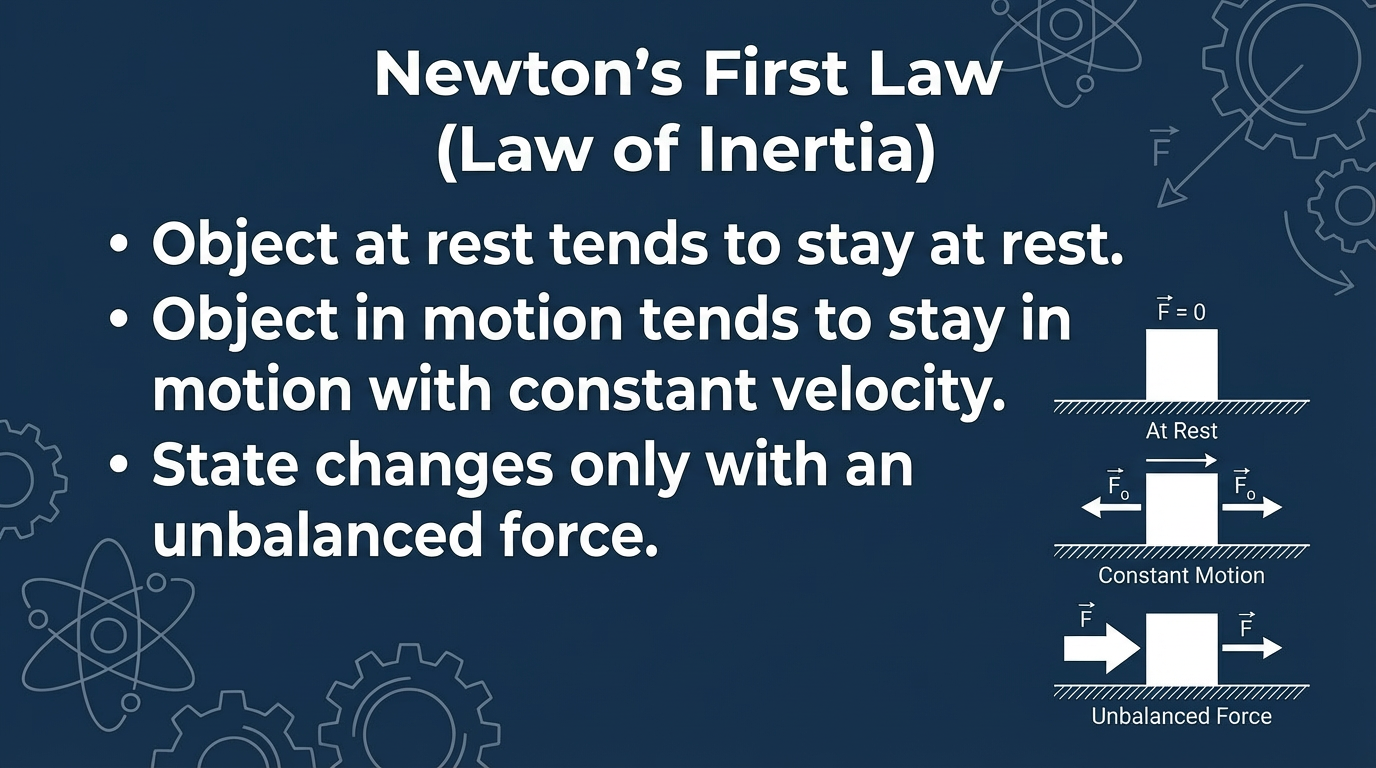 Newton’s First Law
(Law of Inertia)
• Object at rest tends to stay at rest.
• Object in motion tends to stay in
motion with constant velocity.
• State changes only with an
unbalanced force.
F⃗
F⃗ = 0
At Rest
F⃗₀ F⃗₀
Constant Motion
F⃗ F⃗
Unbalanced Force